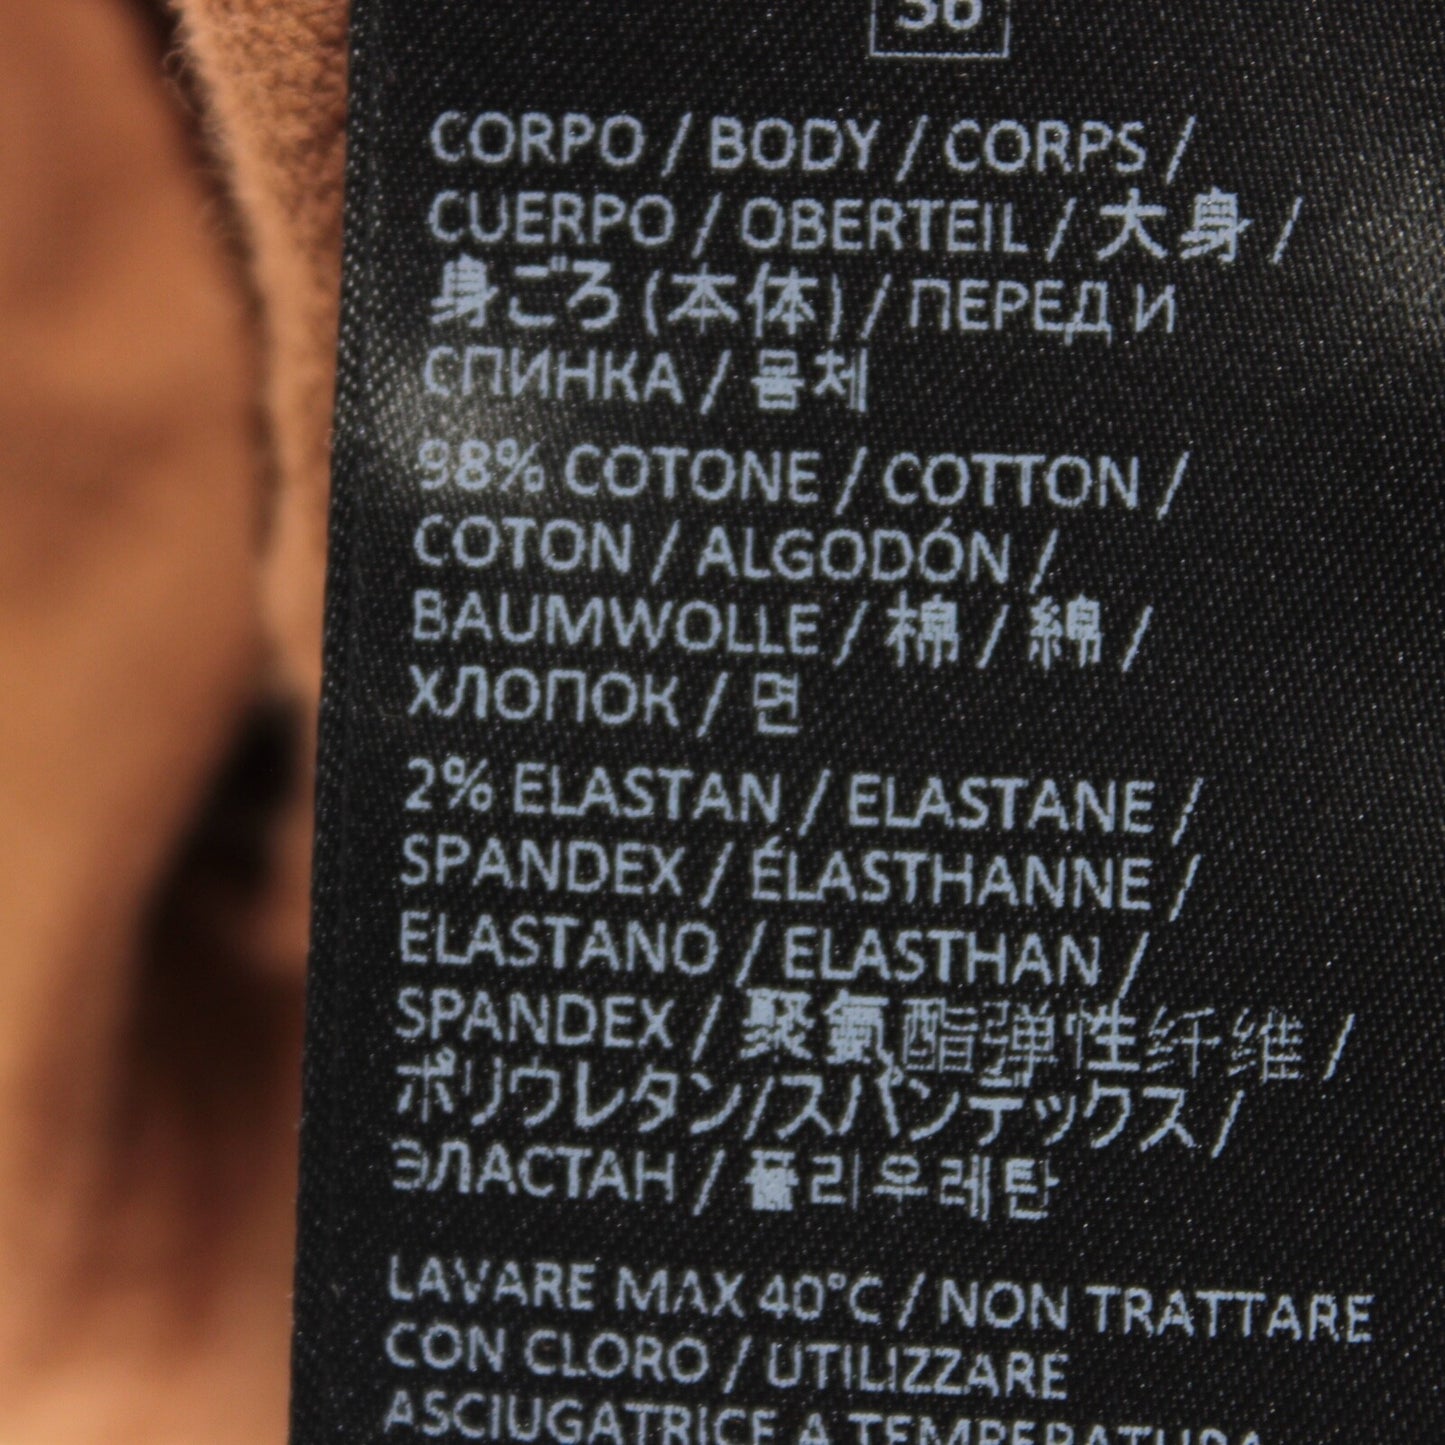 36
CORPO / BODY / CORPS /
CUERPO / OBERTEIL / 大身 /
身ごろ (本体) / ПЕРЕД И
СПИНКА / 몸체
98% COTONE / COTTON /
COTON / ALGODÓN /
BAUMWOLLE / 棉 / 綿 /
ХЛОПОК / 면
2% ELASTAN / ELASTANE /
SPANDEX / ÉLASTHANNE /
ELASTANO / ELASTHAN /
SPANDEX / 聚氨酯弹性纤维 /
ポリウレタン/スパンデックス /
ЭЛАСТАН / 폴리우레탄
LAVARE MAX 40°C / NON TRATTARE
CON CLORO / UTILIZZARE
ASCIUGATRICE A TEMPERATURA